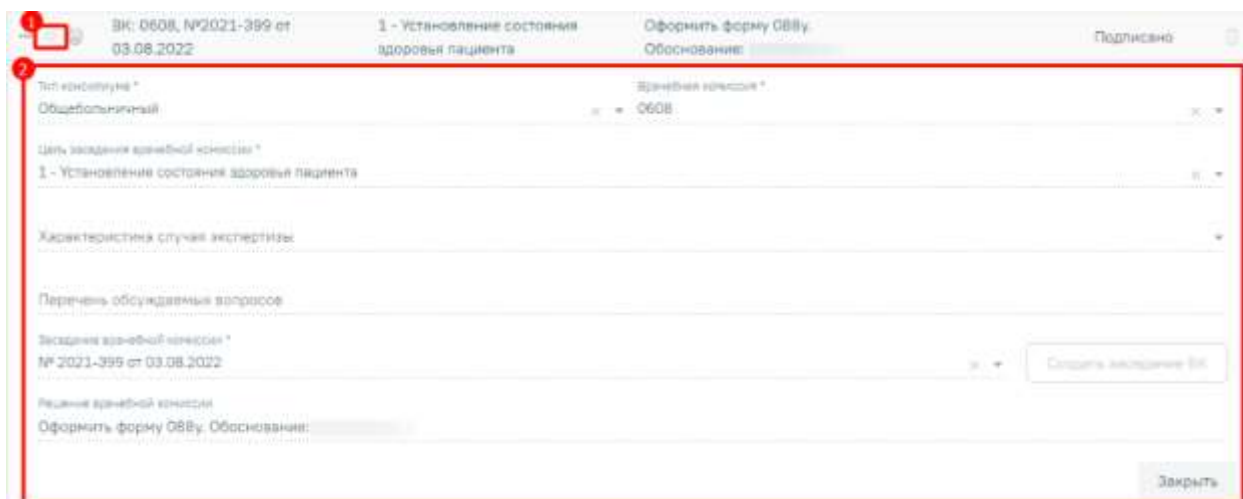 1
ВК: 0608, №2021-399 от
03.08.2022
1 - Установление состояния
здоровья пациента
Оформить форму 088у.
Обоснование:
Подписано
2
Тип консилиума *
Общебольничный
Врачебная комиссия *
0608
Цель заседания врачебной комиссии *
1 - Установление состояния здоровья пациента
Характеристика случая экспертизы
Перечень обсуждаемых вопросов
Заседание врачебной комиссии *
№ 2021-399 от 03.08.2022
Создать заседание ВК
Решение врачебной комиссии
Оформить форму 088у. Обоснование:
Закрыть